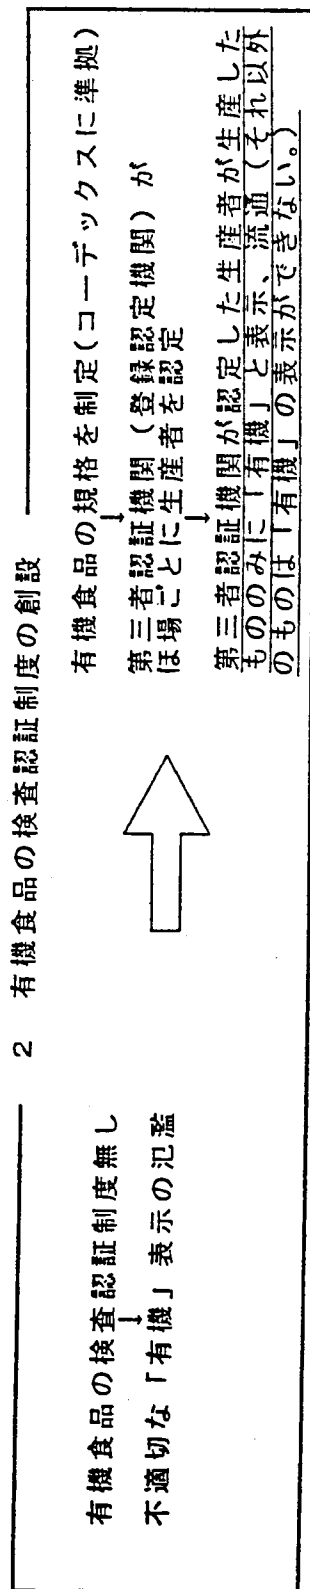 2 有機食品の検査認証制度の創設
有機食品の検査認証制度無し
↓
不適切な「有機」表示の氾濫
有機食品の規格を制定(コーデックスに準拠)
↓
第三者認証機関(登録認定機関)が
ほ場ごとに生産者を認定
↓
第三者認証機関が認定した生産者が生産した
もののみに「有機」と表示、流通(それ以外
のものは「有機」の表示ができない。)